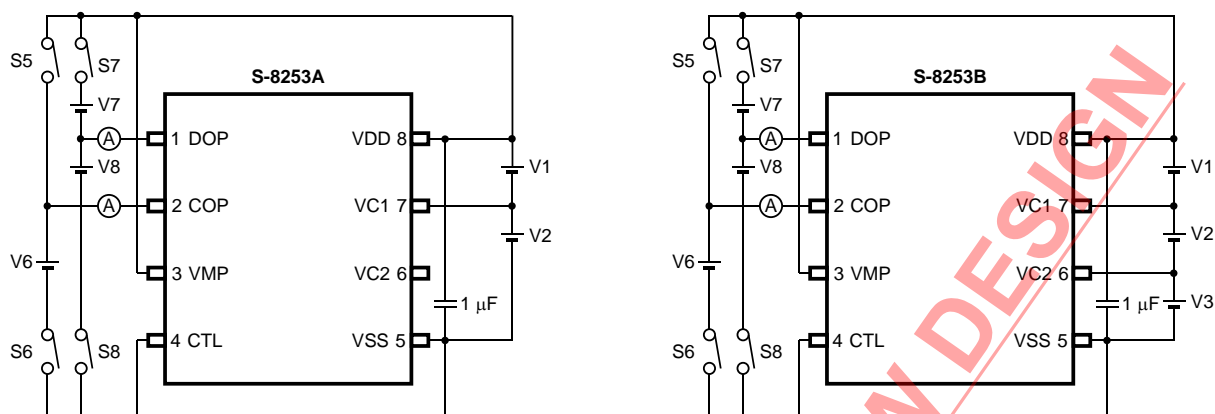 S-8253A
S5
S7
V7
A
1 DOP
VDD 8
V8
V1
A
2 COP
VC1 7
V2
V6
3 VMP
VC2 6
1 μF
S6
S8
4 CTL
VSS 5
S-8253B
S5
S7
V7
A
1 DOP
VDD 8
V8
V1
A
2 COP
VC1 7
V2
V6
3 VMP
VC2 6
1 μF
V3
S6
S8
4 CTL
VSS 5
DESIGN